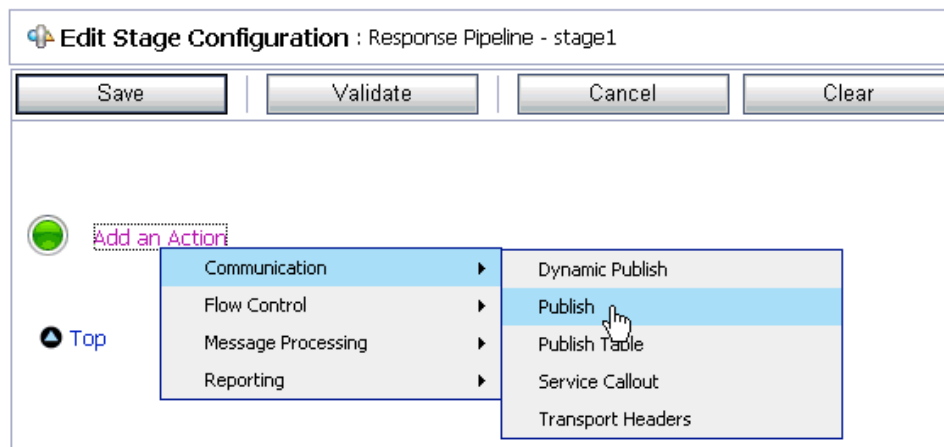 Edit Stage Configuration : Response Pipeline - stage1
Save Validate Cancel Clear
Add an Action
Communication Dynamic Publish
Flow Control Publish
Message Processing Publish Table
Reporting Service Callout
Transport Headers
Top